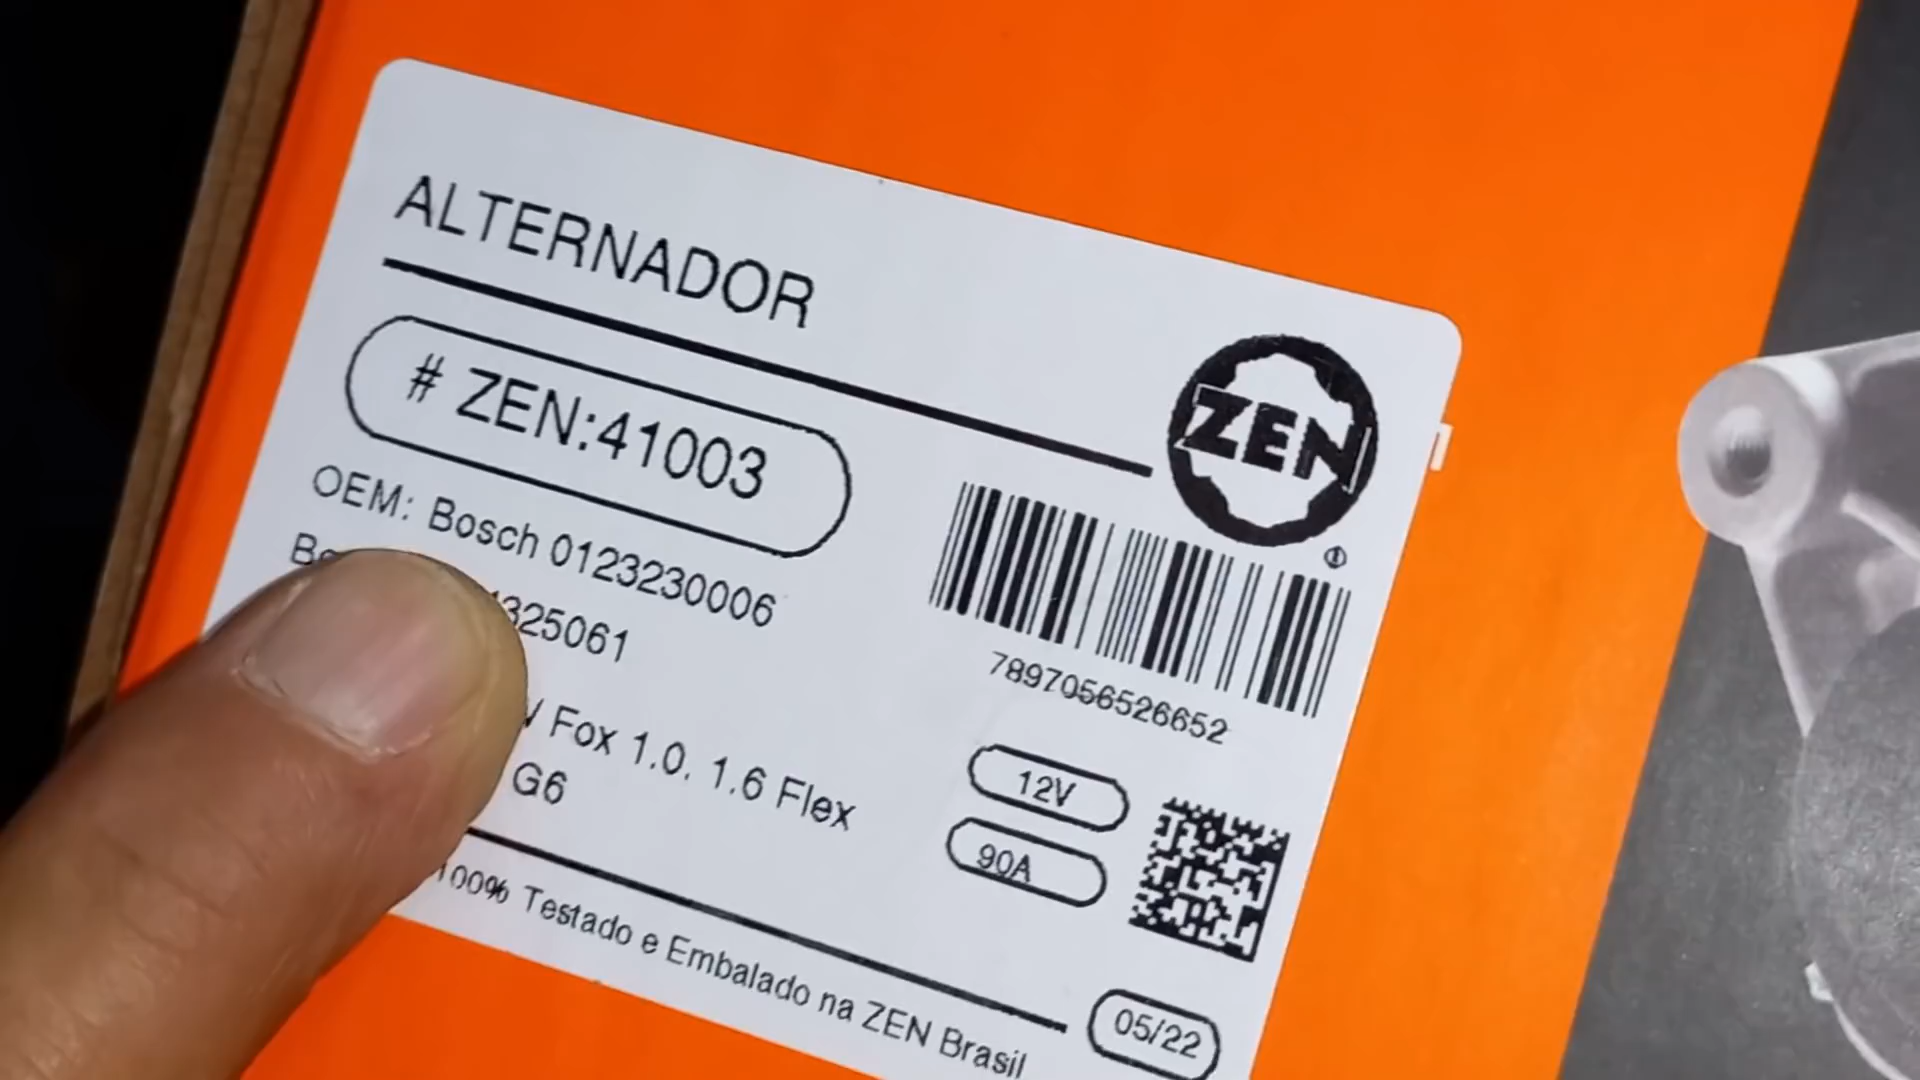 ALTERNADOR
# ZEN:41003
ZEN
OEM: Bosch 0123230006
325061
Fox 1.0. 1.6 Flex
G6
7897056526652
12V
90A
100% Testado e Embalado na ZEN Brasil
05/22